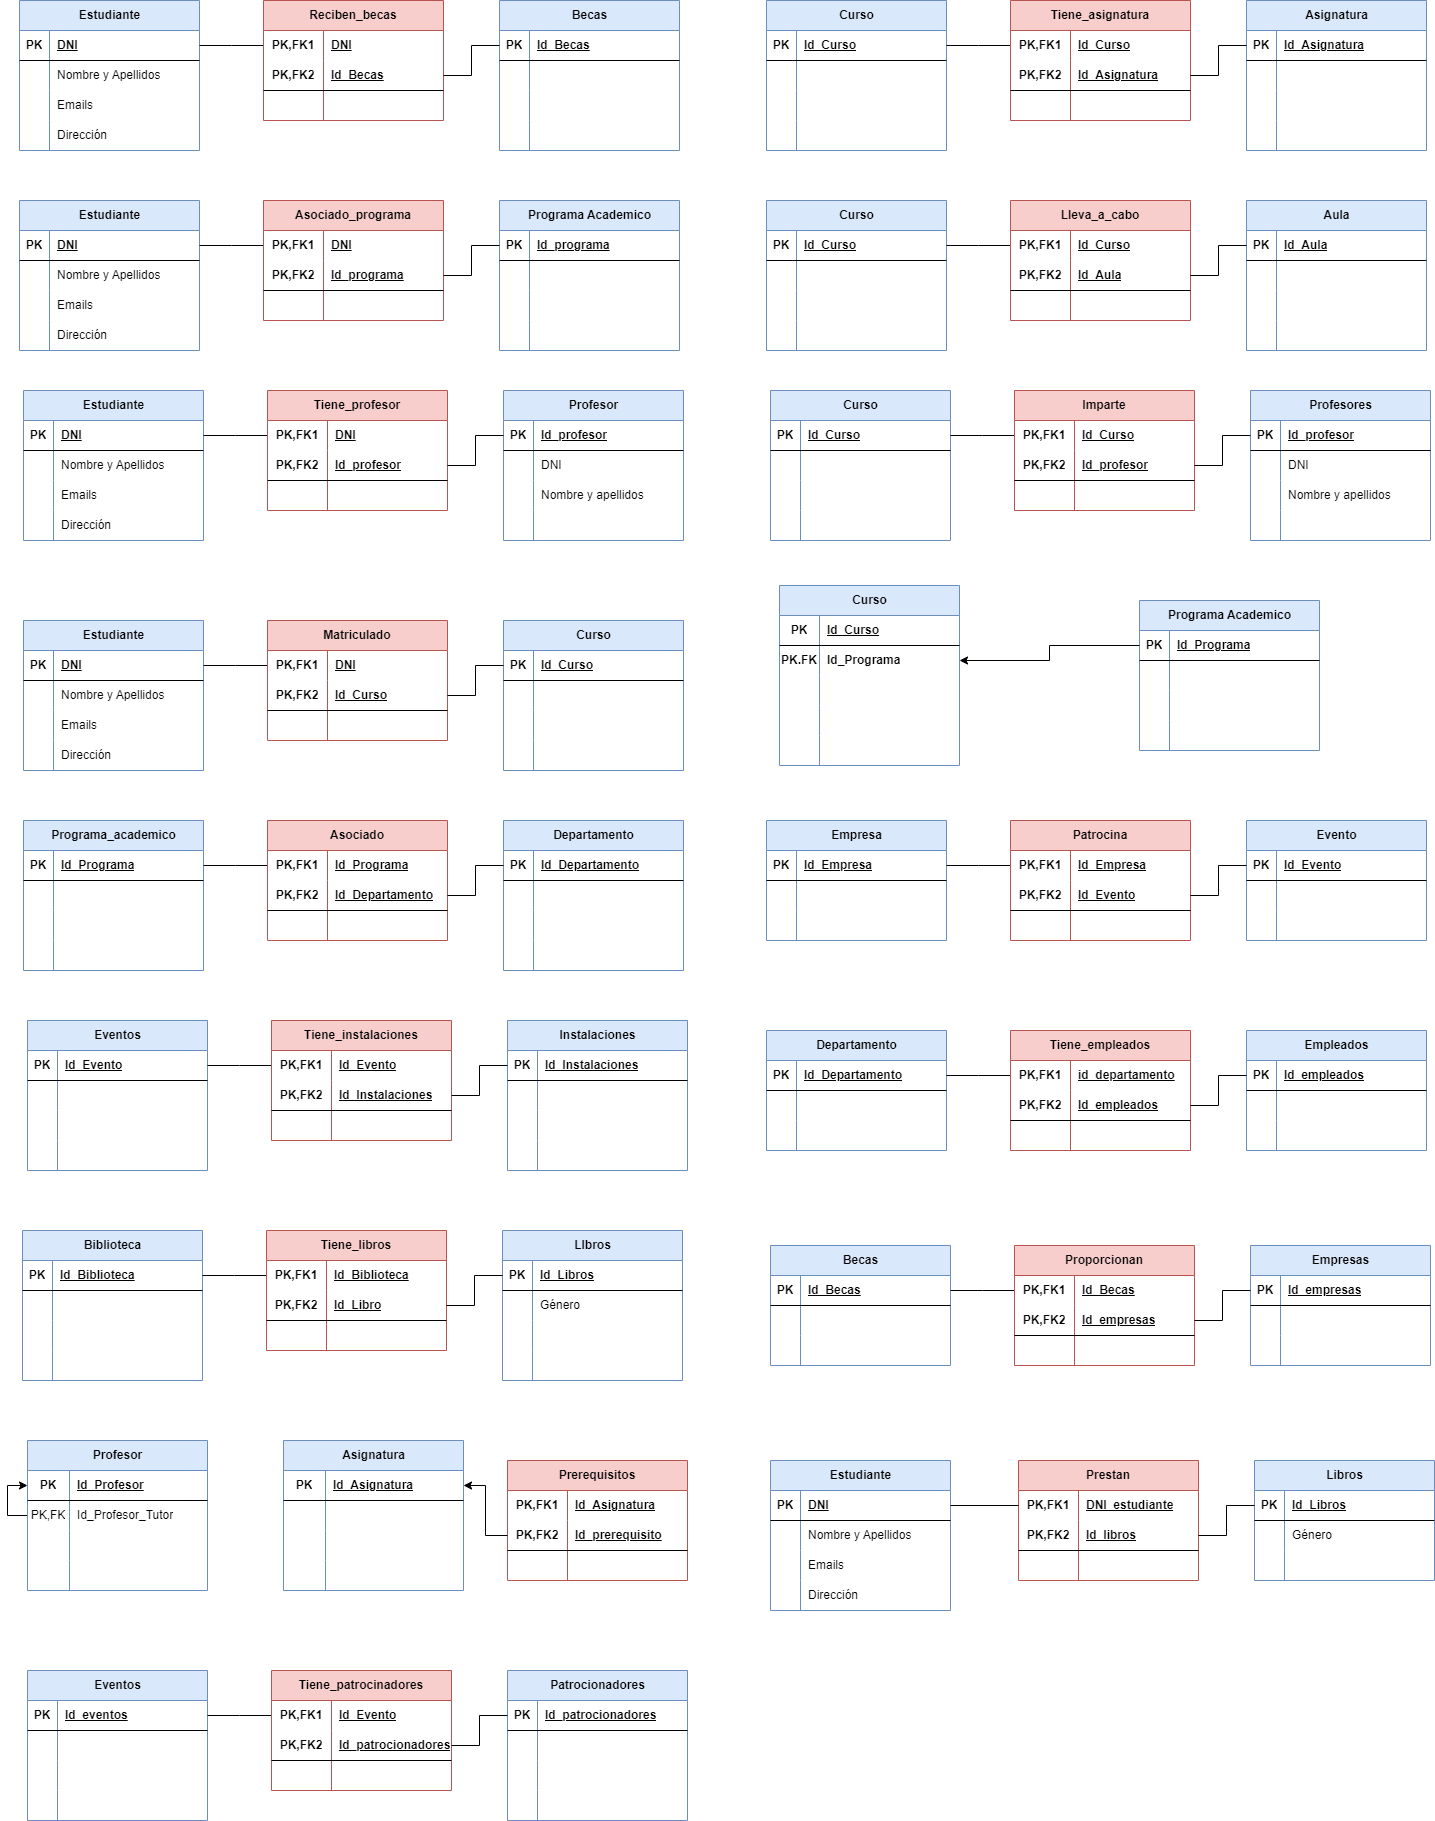 Estudiante
PK DNI
Nombre y Apellidos
Emails
Dirección
Reciben_becas
PK,FK1 DNI
PK,FK2 Id_Becas
Becas
PK Id_Becas
Curso
PK Id_Curso
Tiene_asignatura
PK,FK1 Id_Curso
PK,FK2 Id_Asignatura
Asignatura
PK Id_Asignatura
Estudiante
PK DNI
Nombre y Apellidos
Emails
Dirección
Asociado_programa
PK,FK1 DNI
PK,FK2 Id_programa
Programa Academico
PK Id_programa
Curso
PK Id_Curso
Lleva_a_cabo
PK,FK1 Id_Curso
PK,FK2 Id_Aula
Aula
PK Id_Aula
Estudiante
PK DNI
Nombre y Apellidos
Emails
Dirección
Tiene_profesor
PK,FK1 DNI
PK,FK2 Id_profesor
Profesor
PK Id_profesor
DNI
Nombre y apellidos
Curso
PK Id_Curso
Imparte
PK,FK1 Id_Curso
PK,FK2 Id_profesor
Profesores
PK Id_profesor
DNI
Nombre y apellidos
Estudiante
PK DNI
Nombre y Apellidos
Emails
Dirección
Matriculado
PK,FK1 DNI
PK,FK2 Id_Curso
Curso
PK Id_Curso
Curso
PK Id_Curso
PK.FK Id_Programa
Programa Academico
PK Id_Programa
Programa_academico
PK Id_Programa
Asociado
PK,FK1 Id_Programa
PK,FK2 Id_Departamento
Departamento
PK Id_Departamento
Empresa
PK Id_Empresa
Patrocina
PK,FK1 Id_Empresa
PK,FK2 Id_Evento
Evento
PK Id_Evento
Eventos
PK Id_Evento
Tiene_instalaciones
PK,FK1 Id_Evento
PK,FK2 Id_Instalaciones
Instalaciones
PK Id_Instalaciones
Departamento
PK Id_Departamento
Tiene_empleados
PK,FK1 id_departamento
PK,FK2 Id_empleados
Empleados
PK Id_empleados
Biblioteca
PK Id_Biblioteca
Tiene_libros
PK,FK1 Id_Biblioteca
PK,FK2 Id_Libro
LIbros
PK Id_Libros
Género
Becas
PK Id_Becas
Proporcionan
PK,FK1 Id_Becas
PK,FK2 Id_empresas
Empresas
PK Id_empresas
Profesor
PK Id_Profesor
PK,FK Id_Profesor_Tutor
Asignatura
PK Id_Asignatura
Prerequisitos
PK,FK1 Id_Asignatura
PK,FK2 Id_prerequisito
Estudiante
PK DNI
Nombre y Apellidos
Emails
Dirección
Prestan
PK,FK1 DNI_estudiante
PK,FK2 Id_libros
Libros
PK Id_Libros
Género
Eventos
PK Id_eventos
Tiene_patrocinadores
PK,FK1 Id_Evento
PK,FK2 Id_patrocionadores
Patrocionadores
PK Id_patrocionadores